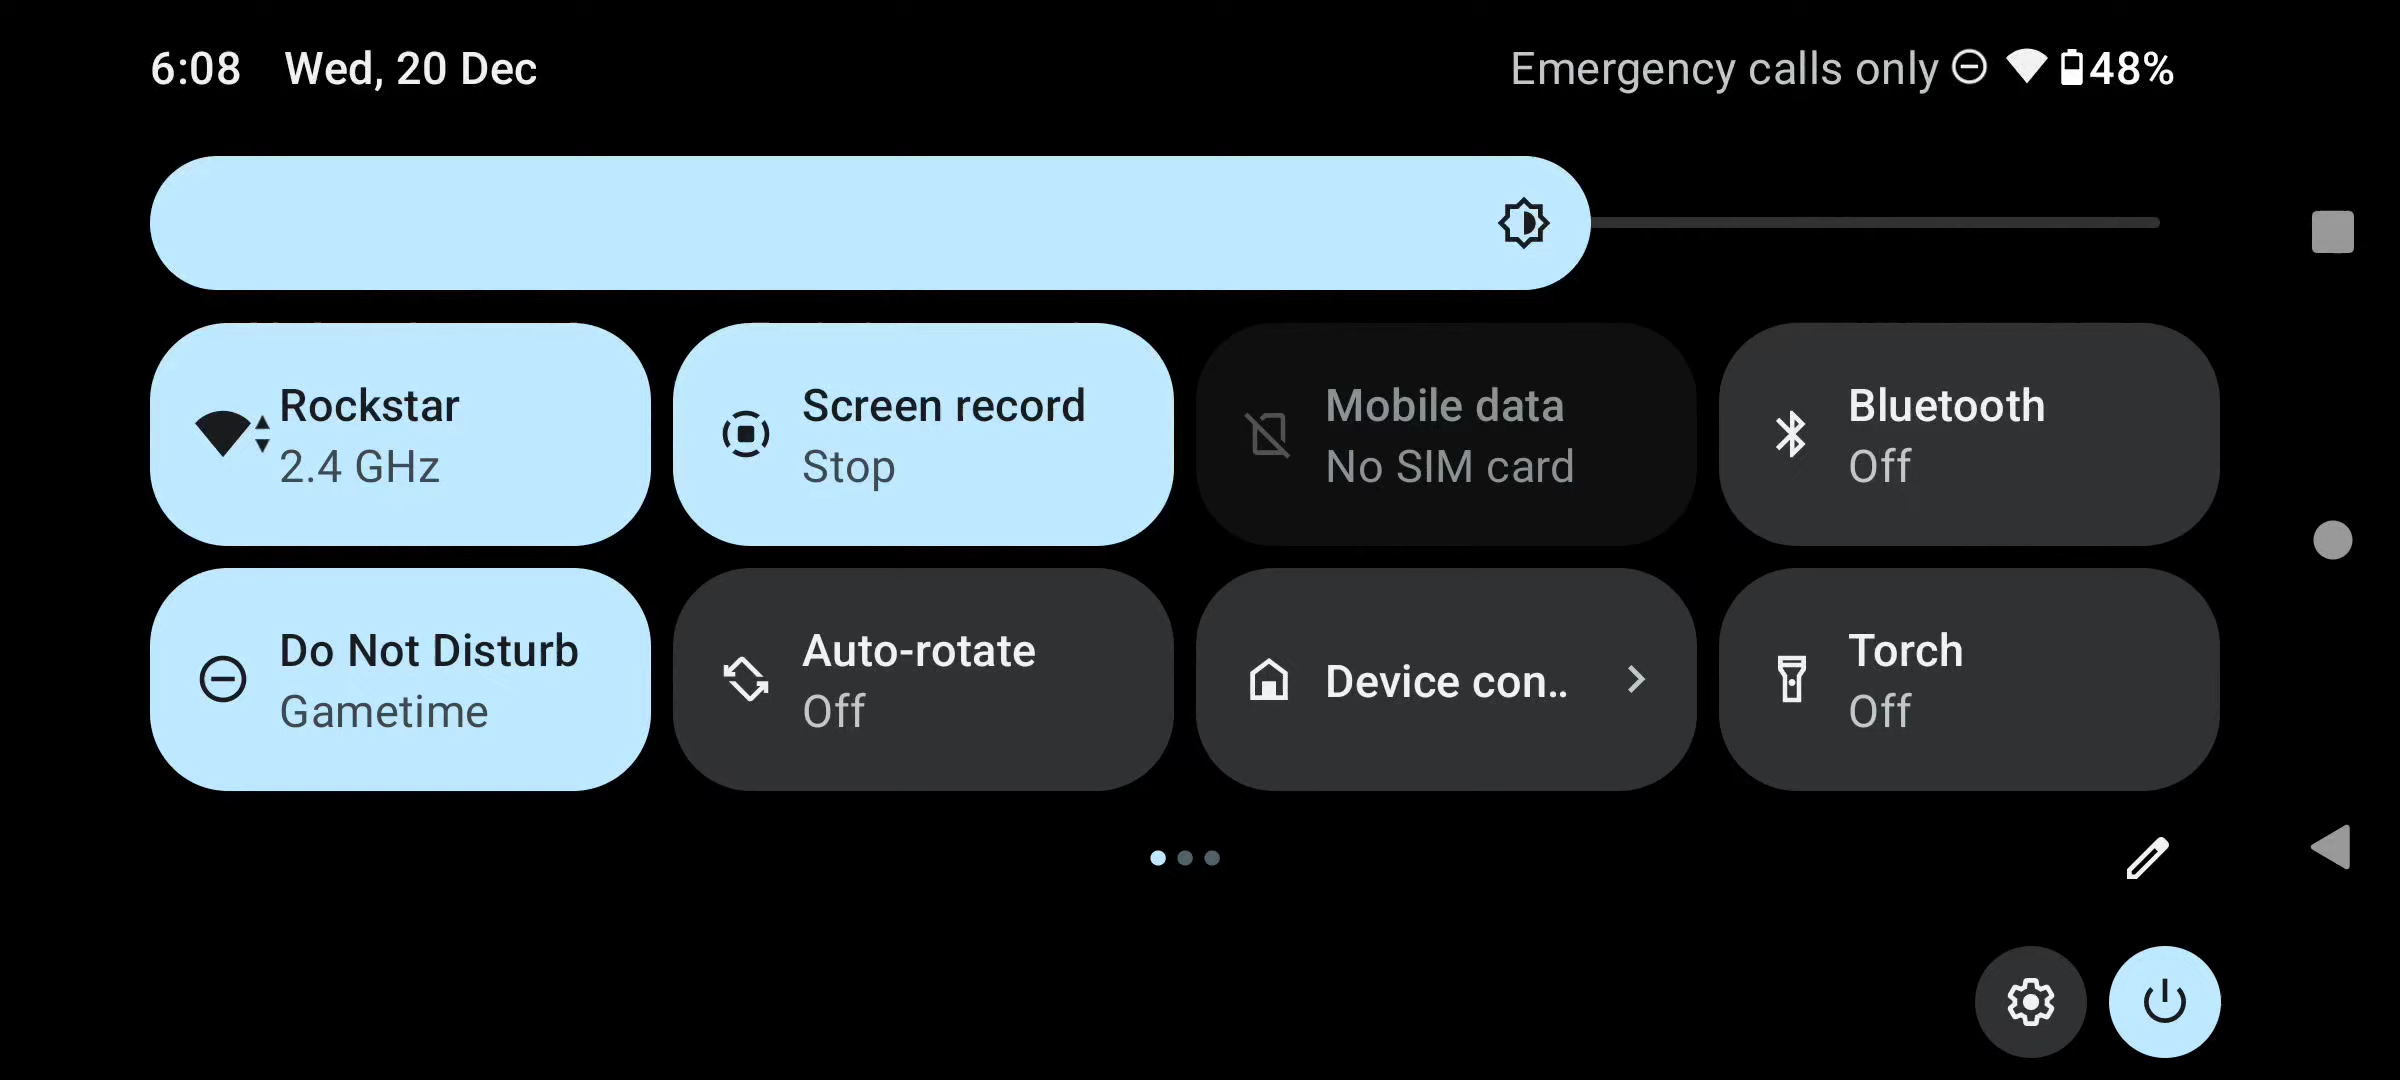 6:08 Wed, 20 Dec Emergency calls only 48%
Rockstar
2.4 GHz
Screen record
Stop
Mobile data
No SIM card
Bluetooth
Off
Do Not Disturb
Gametime
Auto-rotate
Off
Device con..
Torch
Off